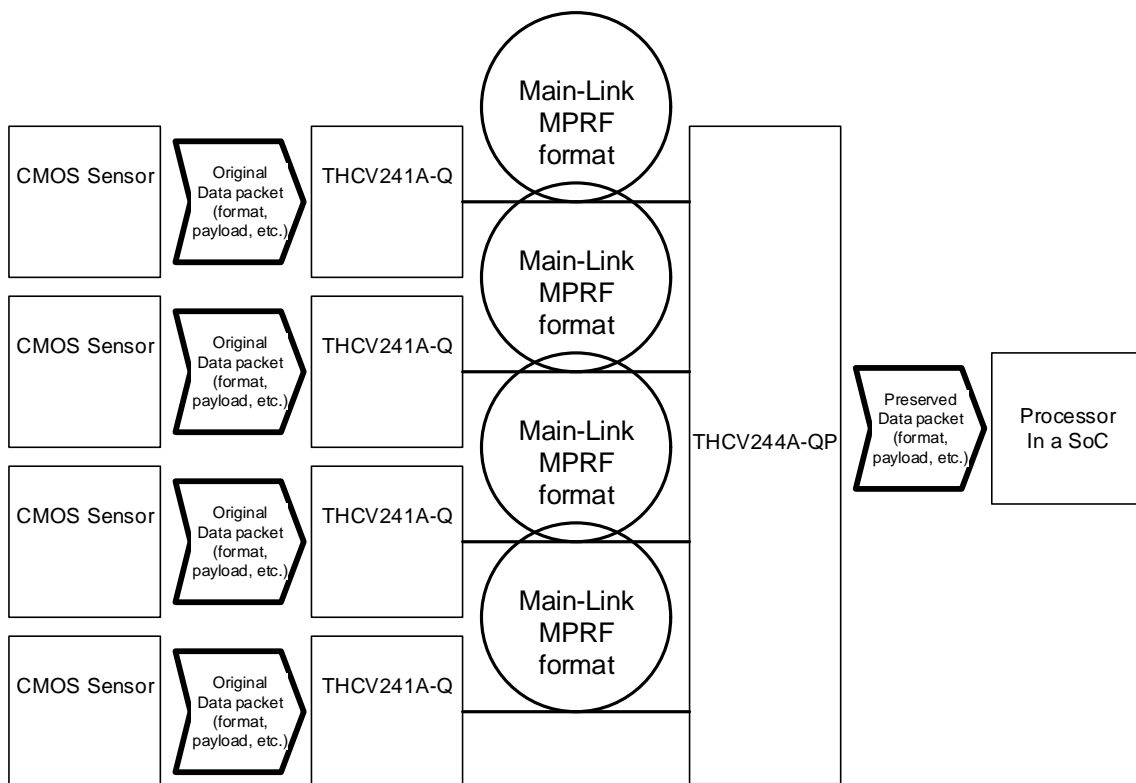 Main-Link
MPRF
format
CMOS Sensor
Original
Data packet
(format,
payload, etc.)
THCV241A-Q
Main-Link
MPRF
format
CMOS Sensor
Original
Data packet
(format,
payload, etc.)
THCV241A-Q
Main-Link
MPRF
format
CMOS Sensor
Original
Data packet
(format,
payload, etc.)
THCV241A-Q
Main-Link
MPRF
format
CMOS Sensor
Original
Data packet
(format,
payload, etc.)
THCV241A-Q
THCV244A-QP
Preserved
Data packet
(format,
payload, etc.)
Processor
In a SoC